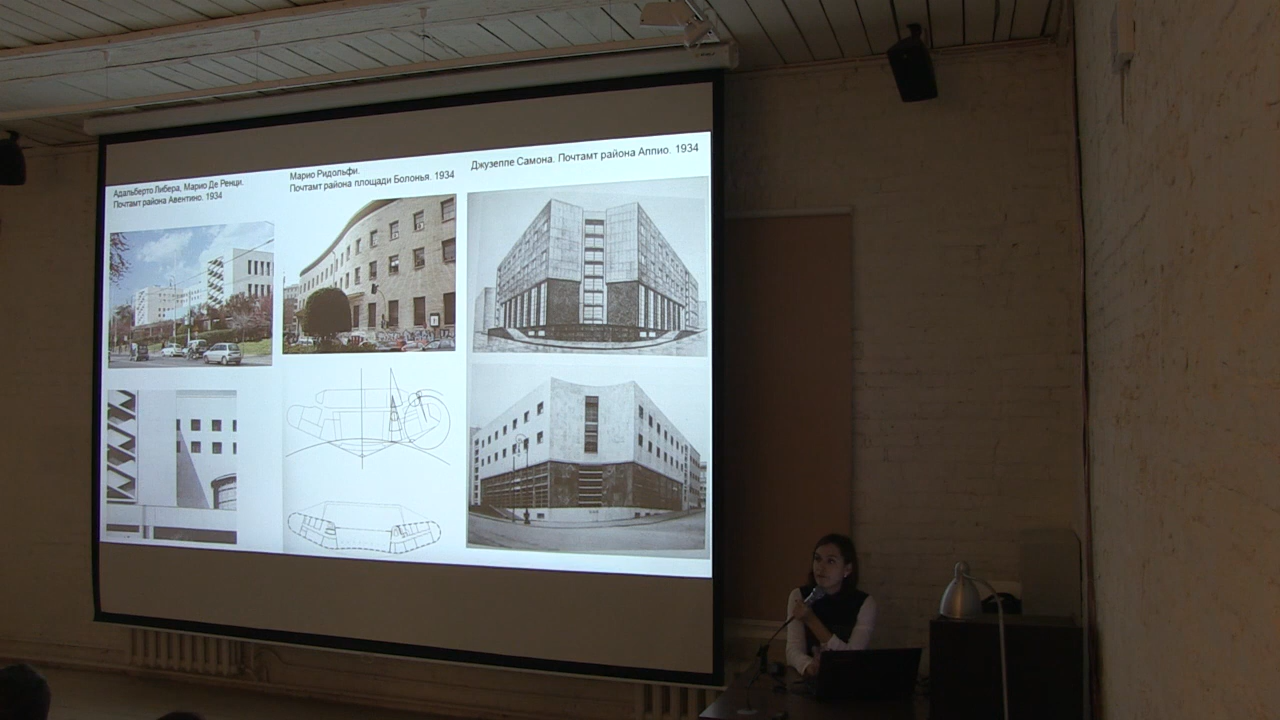 Адальберто Либера, Марио Де Ренци.
Почтамт района Авентино. 1934
Марио Ридольфи.
Почтамт района площади Болонья. 1934
Джузеппе Самона. Почтамт района Аппио. 1934